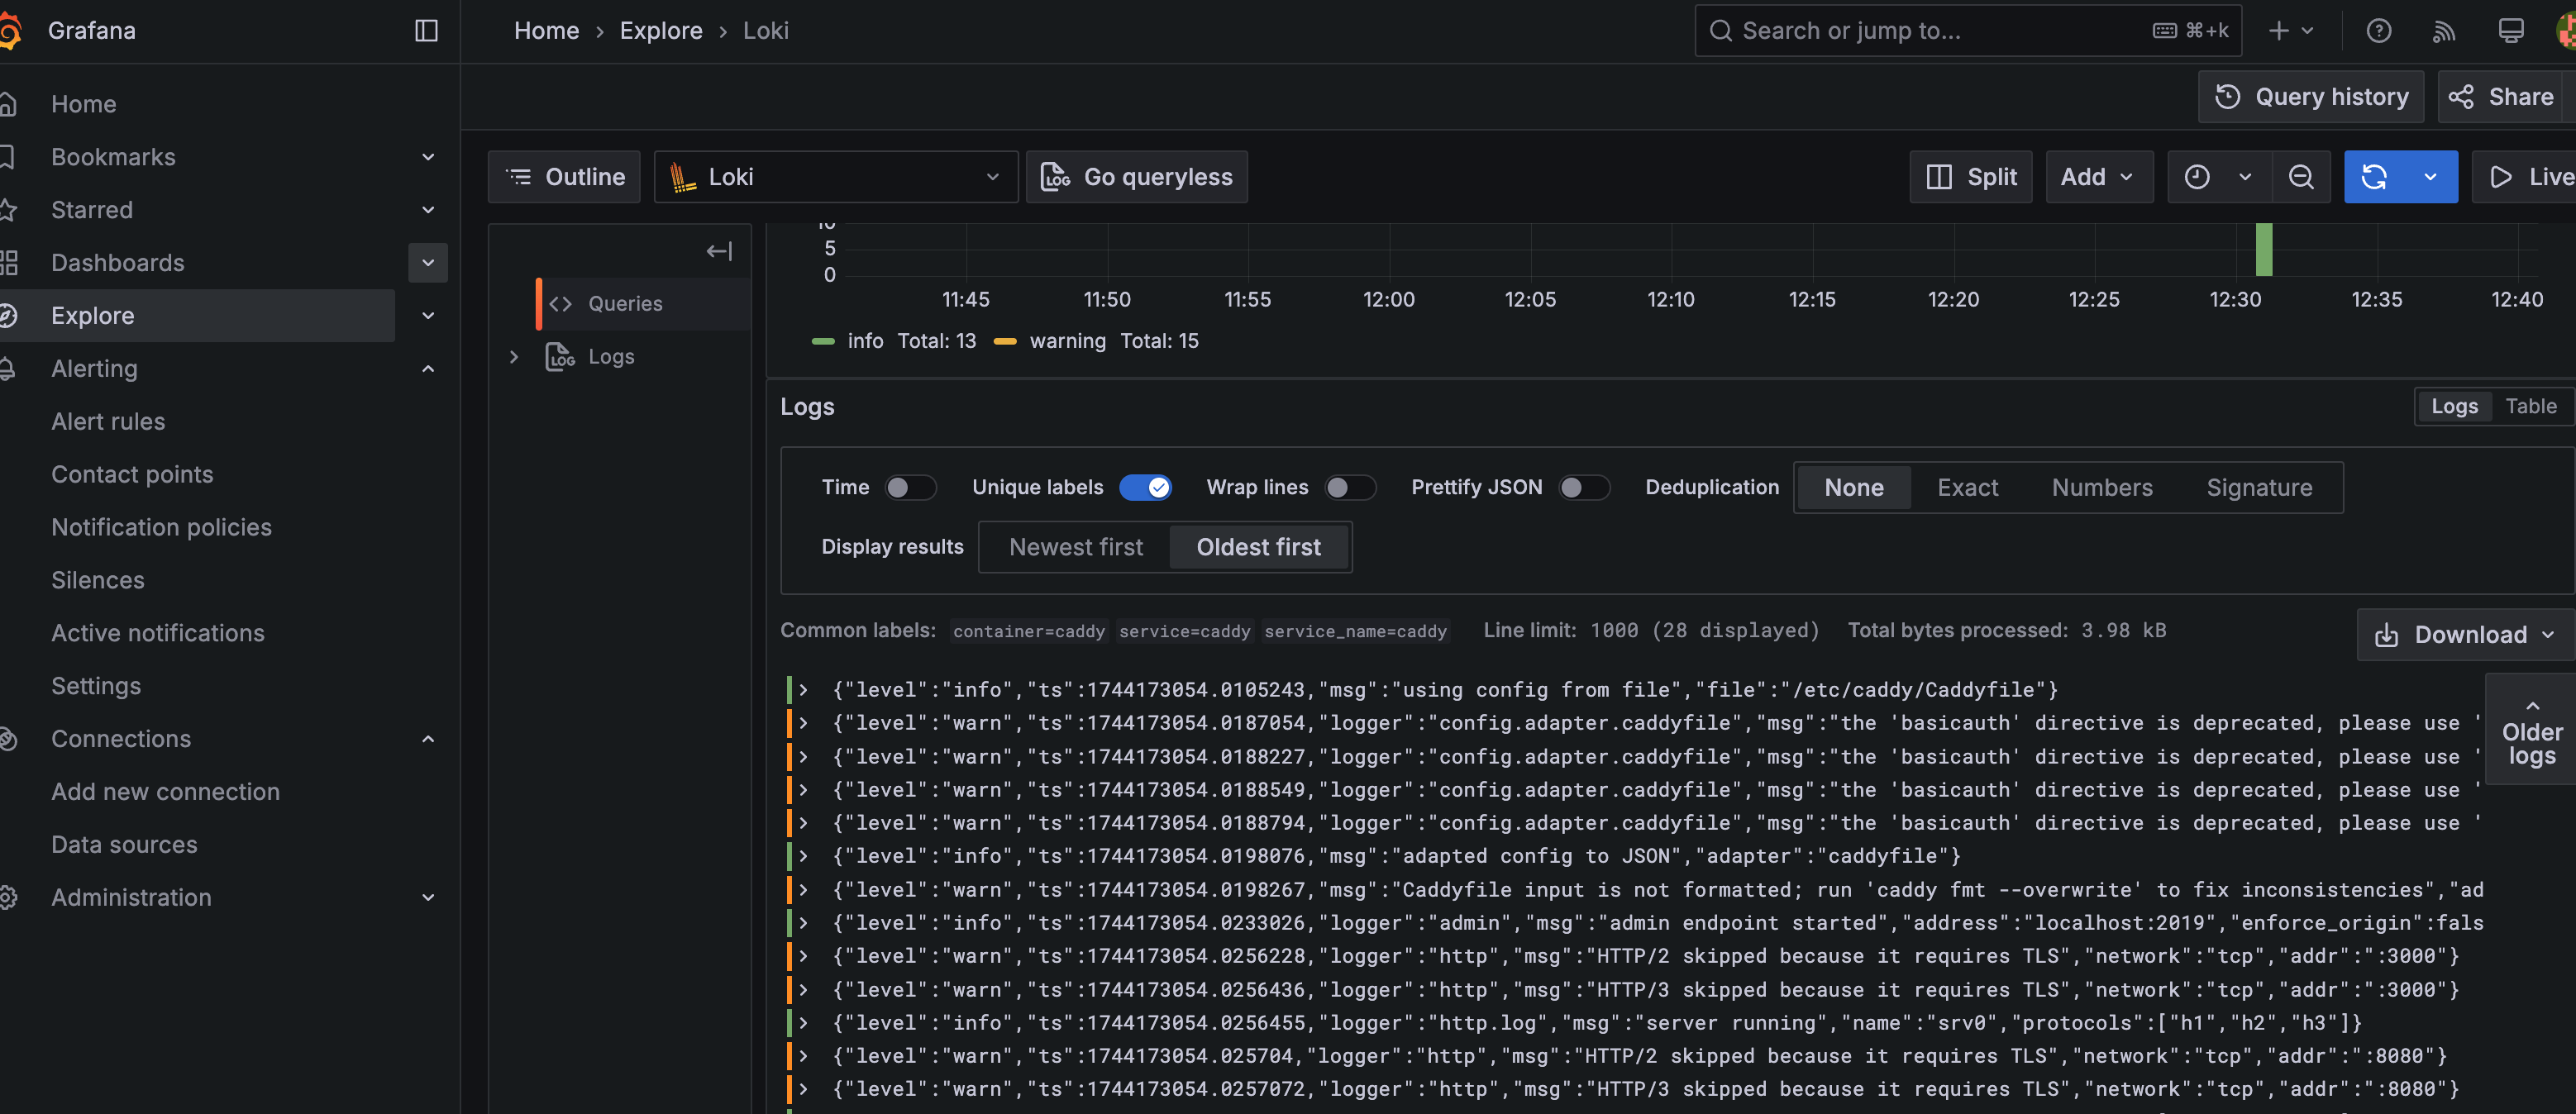 Grafana
Home › Explore › Loki
Search or jump to...
⌘+k
Home
Bookmarks
Starred
Dashboards
Explore
Alerting
Alert rules
Contact points
Notification policies
Silences
Active notifications
Settings
Connections
Add new connection
Data sources
Administration
Query history
Share
Outline
Loki
LOG Go queryless
Split
Add
Live
Queries
LOG Logs
10
5
0
11:45 11:50 11:55 12:00 12:05 12:10 12:15 12:20 12:25 12:30 12:35 12:40
info Total: 13 warning Total: 15
Logs
Logs Table
Time Unique labels Wrap lines Prettify JSON Deduplication None Exact Numbers Signature
Display results Newest first Oldest first
Common labels: container=caddy service=caddy service_name=caddy Line limit: 1000 (28 displayed) Total bytes processed: 3.98 kB
Download
{"level":"info","ts":1744173054.0105243,"msg":"using config from file","file":"/etc/caddy/Caddyfile"}
{"level":"warn","ts":1744173054.0187054,"logger":"config.adapter.caddyfile","msg":"the 'basicauth' directive is deprecated, please use '
{"level":"warn","ts":1744173054.0188227,"logger":"config.adapter.caddyfile","msg":"the 'basicauth' directive is deprecated, please use '
{"level":"warn","ts":1744173054.0188549,"logger":"config.adapter.caddyfile","msg":"the 'basicauth' directive is deprecated, please use '
{"level":"warn","ts":1744173054.0188794,"logger":"config.adapter.caddyfile","msg":"the 'basicauth' directive is deprecated, please use '
{"level":"info","ts":1744173054.0198076,"msg":"adapted config to JSON","adapter":"caddyfile"}
{"level":"warn","ts":1744173054.0198267,"msg":"Caddyfile input is not formatted; run 'caddy fmt --overwrite' to fix inconsistencies","ad
{"level":"info","ts":1744173054.0233026,"logger":"admin","msg":"admin endpoint started","address":"localhost:2019","enforce_origin":fals
{"level":"warn","ts":1744173054.0256228,"logger":"http","msg":"HTTP/2 skipped because it requires TLS","network":"tcp","addr":":3000"}
{"level":"warn","ts":1744173054.0256436,"logger":"http","msg":"HTTP/3 skipped because it requires TLS","network":"tcp","addr":":3000"}
{"level":"info","ts":1744173054.0256455,"logger":"http.log","msg":"server running","name":"srv0","protocols":["h1","h2","h3"]}
{"level":"warn","ts":1744173054.025704,"logger":"http","msg":"HTTP/2 skipped because it requires TLS","network":"tcp","addr":":8080"}
{"level":"warn","ts":1744173054.0257072,"logger":"http","msg":"HTTP/3 skipped because it requires TLS","network":"tcp","addr":":8080"}
Older
logs